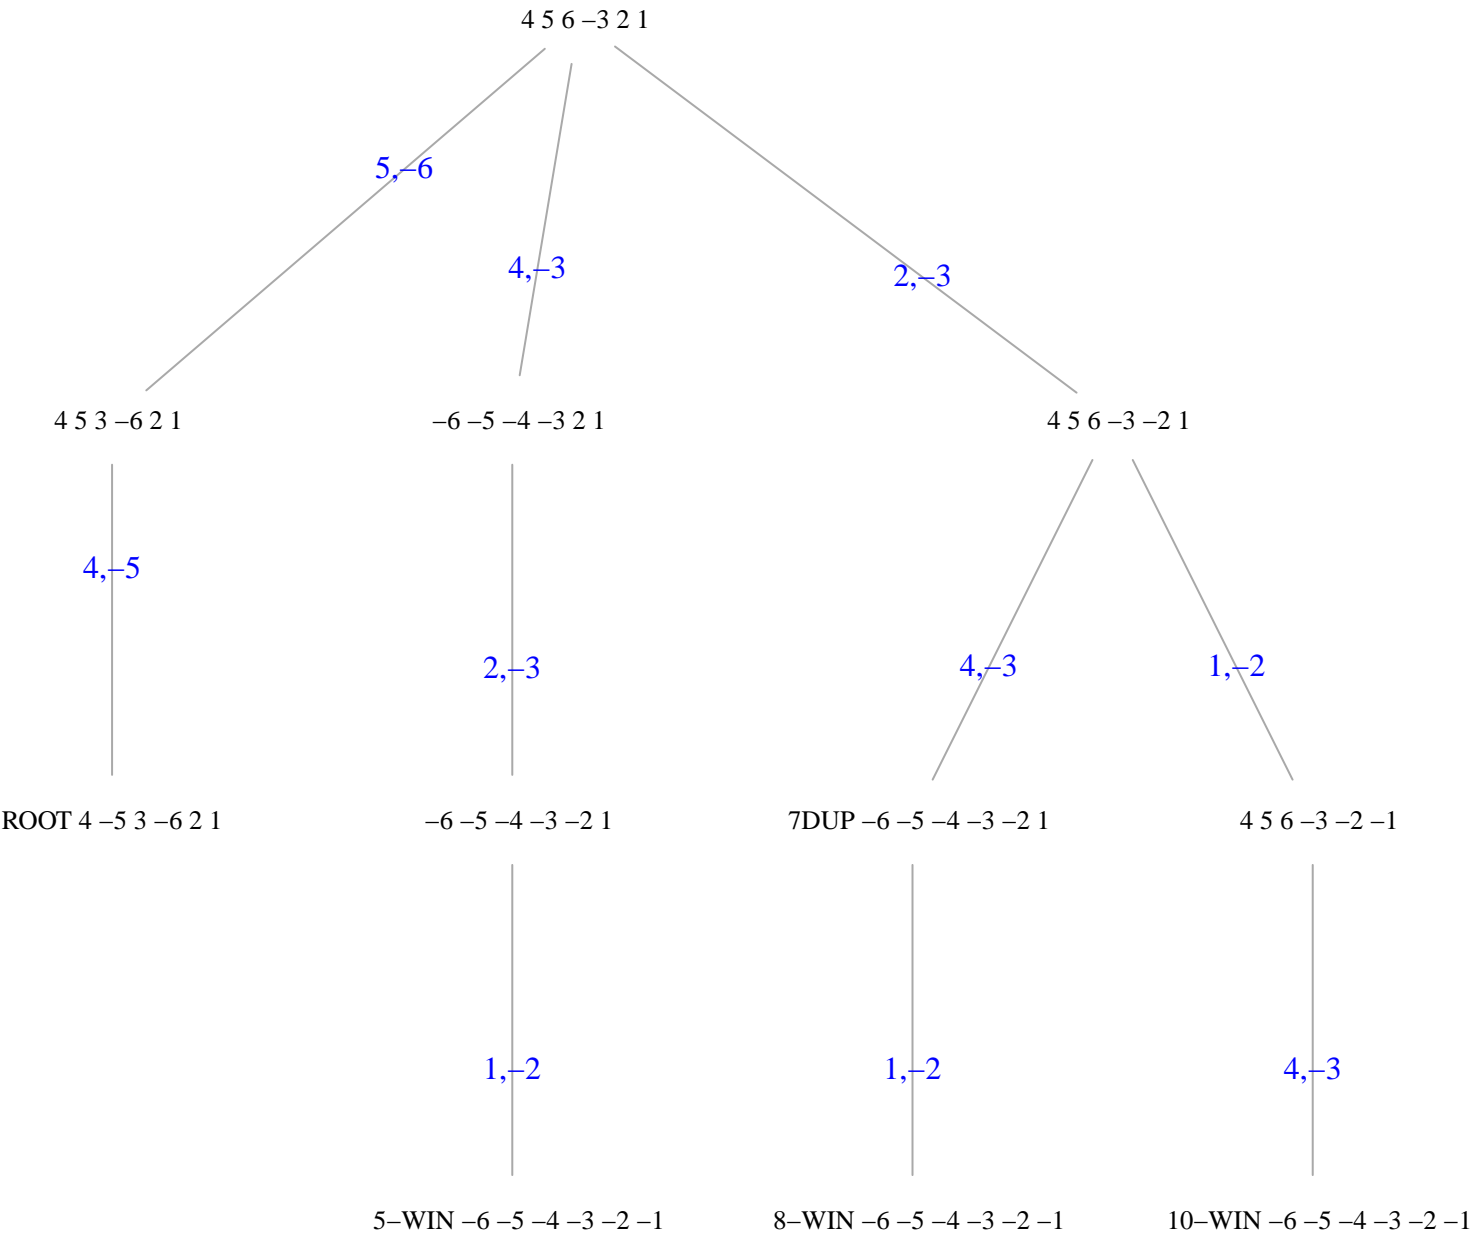 4 5 6 –3 2 1
5,–6
4,–3
2,–3
4 5 3 –6 2 1
–6 –5 –4 –3 2 1
4 5 6 –3 –2 1
4,–5
2,–3
4,–3
1,–2
ROOT 4 –5 3 –6 2 1
–6 –5 –4 –3 –2 1
7DUP –6 –5 –4 –3 –2 1
4 5 6 –3 –2 –1
1,–2
1,–2
4,–3
5–WIN –6 –5 –4 –3 –2 –1
8–WIN –6 –5 –4 –3 –2 –1
10–WIN –6 –5 –4 –3 –2 –1